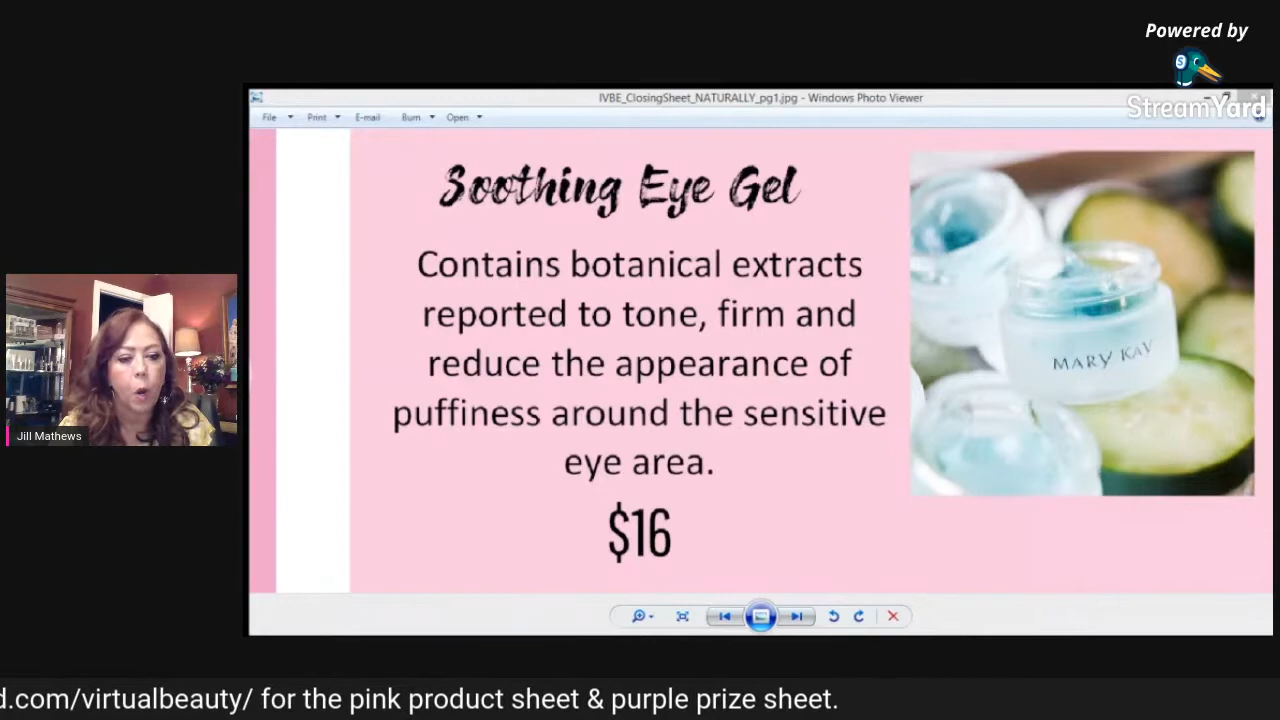 Powered by
StreamYard
IVBE_ClosingSheet_NATURALLY_pg1.jpg - Windows Photo Viewer
File Print E-mail Burn Open
Soothing Eye Gel
Contains botanical extracts
reported to tone, firm and
reduce the appearance of
puffiness around the sensitive
eye area.
$16
MARY KAY
Jill Mathews
d.com/virtualbeauty/ for the pink product sheet & purple prize sheet.